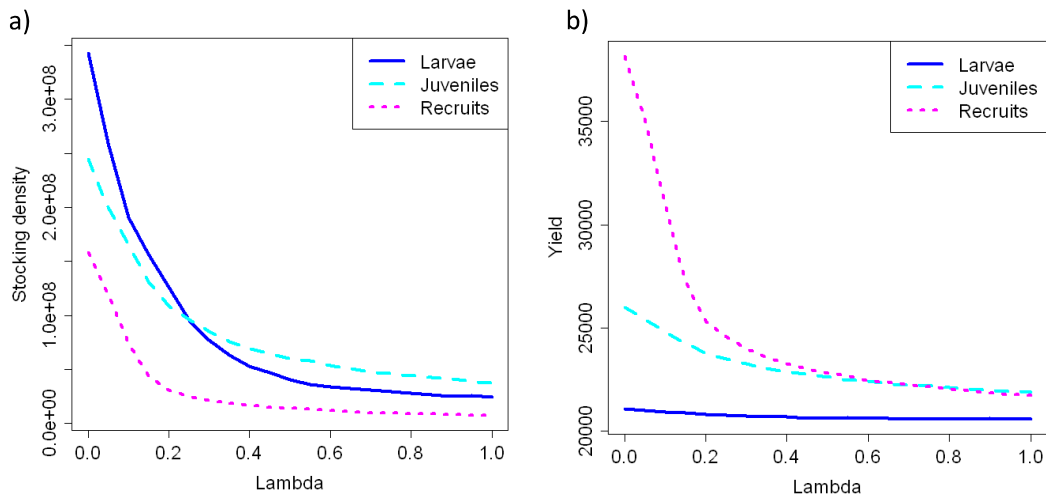 a)
Larvae
Juveniles
Recruits
Stocking density
3.0e+08
2.0e+08
1.0e+08
0.0e+00
0.0 0.2 0.4 0.6 0.8 1.0
Lambda
b)
Larvae
Juveniles
Recruits
Yield
35000
30000
25000
20000
0.0 0.2 0.4 0.6 0.8 1.0
Lambda